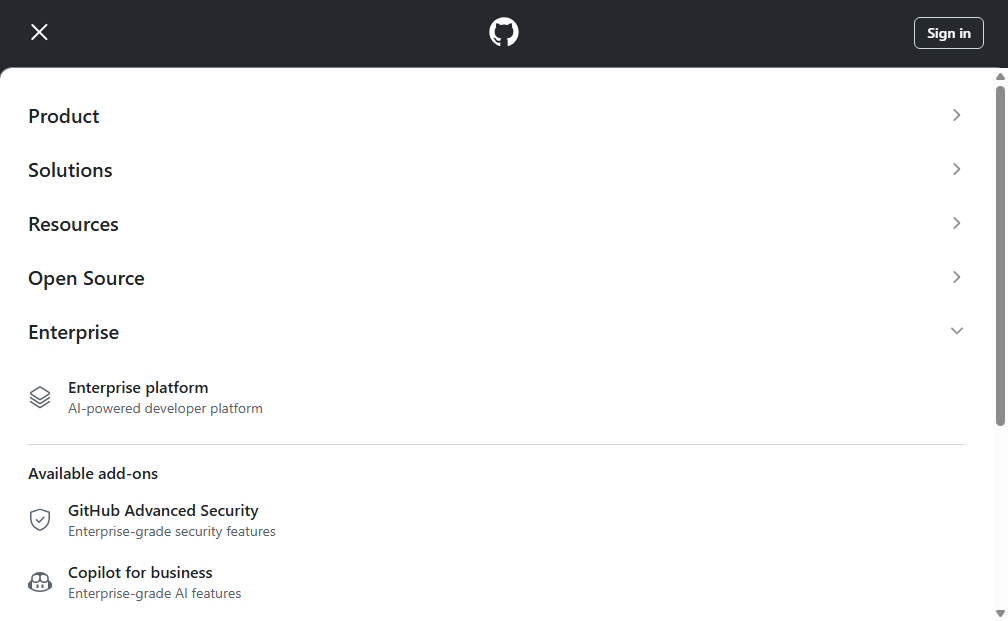 Sign in
Product
Solutions
Resources
Open Source
Enterprise
Enterprise platform
AI-powered developer platform
Available add-ons
GitHub Advanced Security
Enterprise-grade security features
Copilot for business
Enterprise-grade AI features